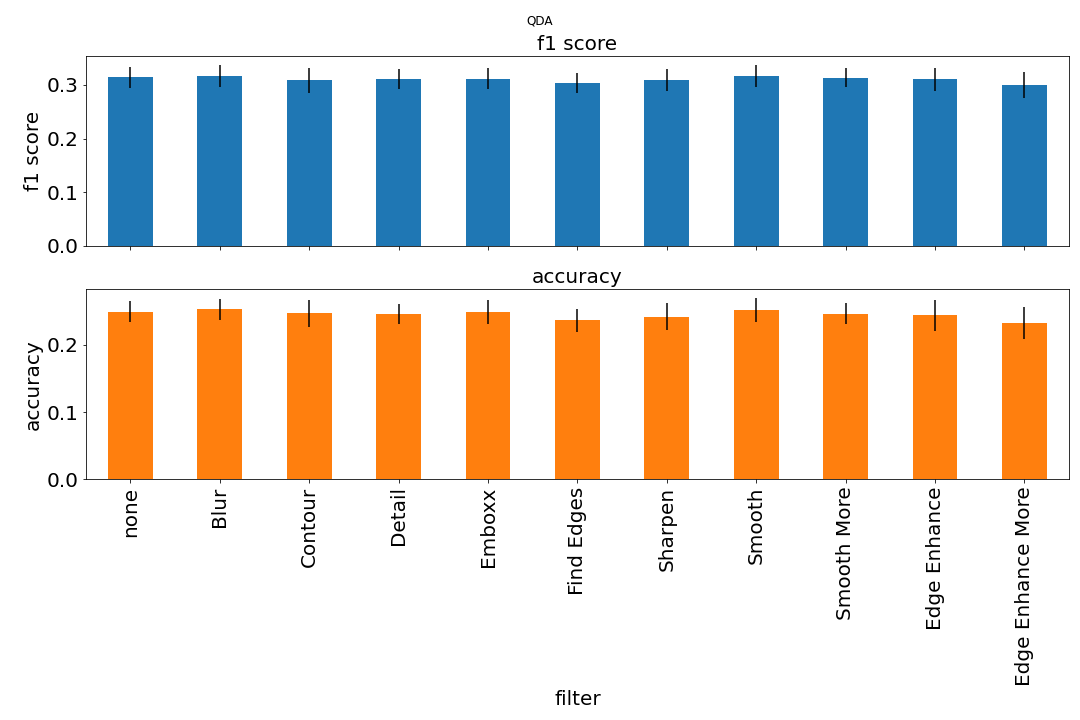 QDA
f1 score
f1 score
0.3
0.2
0.1
0.0
accuracy
accuracy
0.2
0.1
0.0
none
Blur
Contour
Detail
Emboxx
Find Edges
Sharpen
Smooth
Smooth More
Edge Enhance
Edge Enhance More
filter